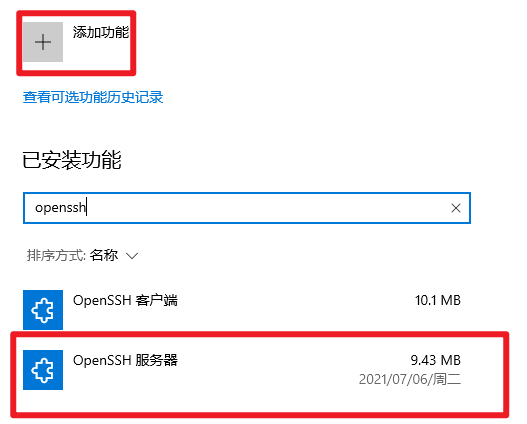 添加功能
查看可选功能历史记录
已安装功能
openssh
排序方式: 名称
OpenSSH 客户端 10.1 MB
OpenSSH 服务器 9.43 MB
2021/07/06/周二